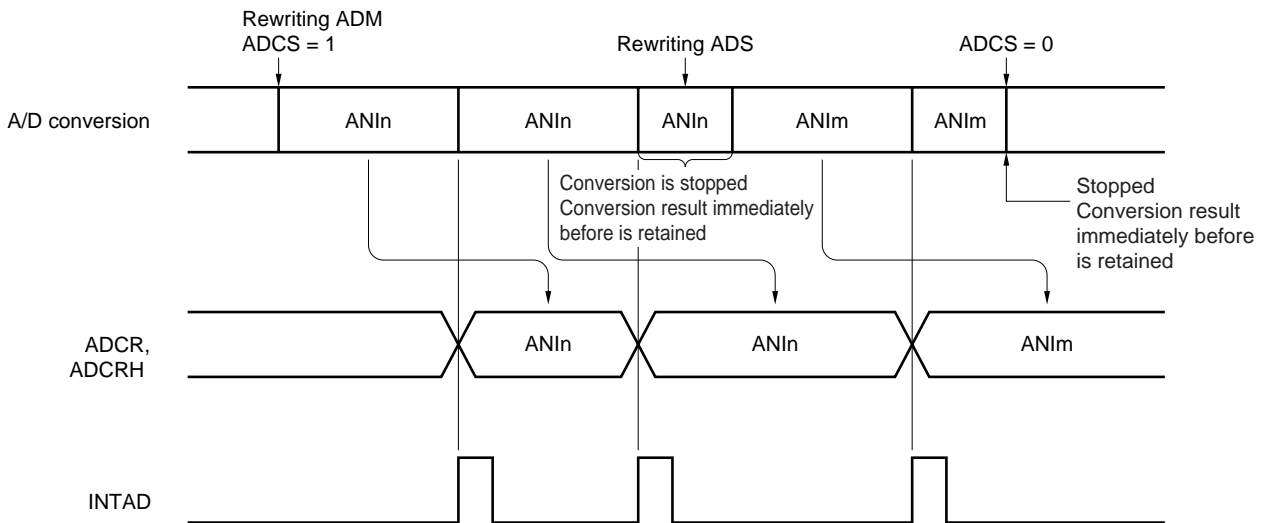 Rewriting ADM
ADCS = 1
Rewriting ADS
ADCS = 0
A/D conversion
ANIn
ANIn
ANIn
ANIm
ANIm
Conversion is stopped
Conversion result immediately
before is retained
Stopped
Conversion result
immediately before
is retained
ADCR,
ADCRH
ANIn
ANIn
ANIm
INTAD